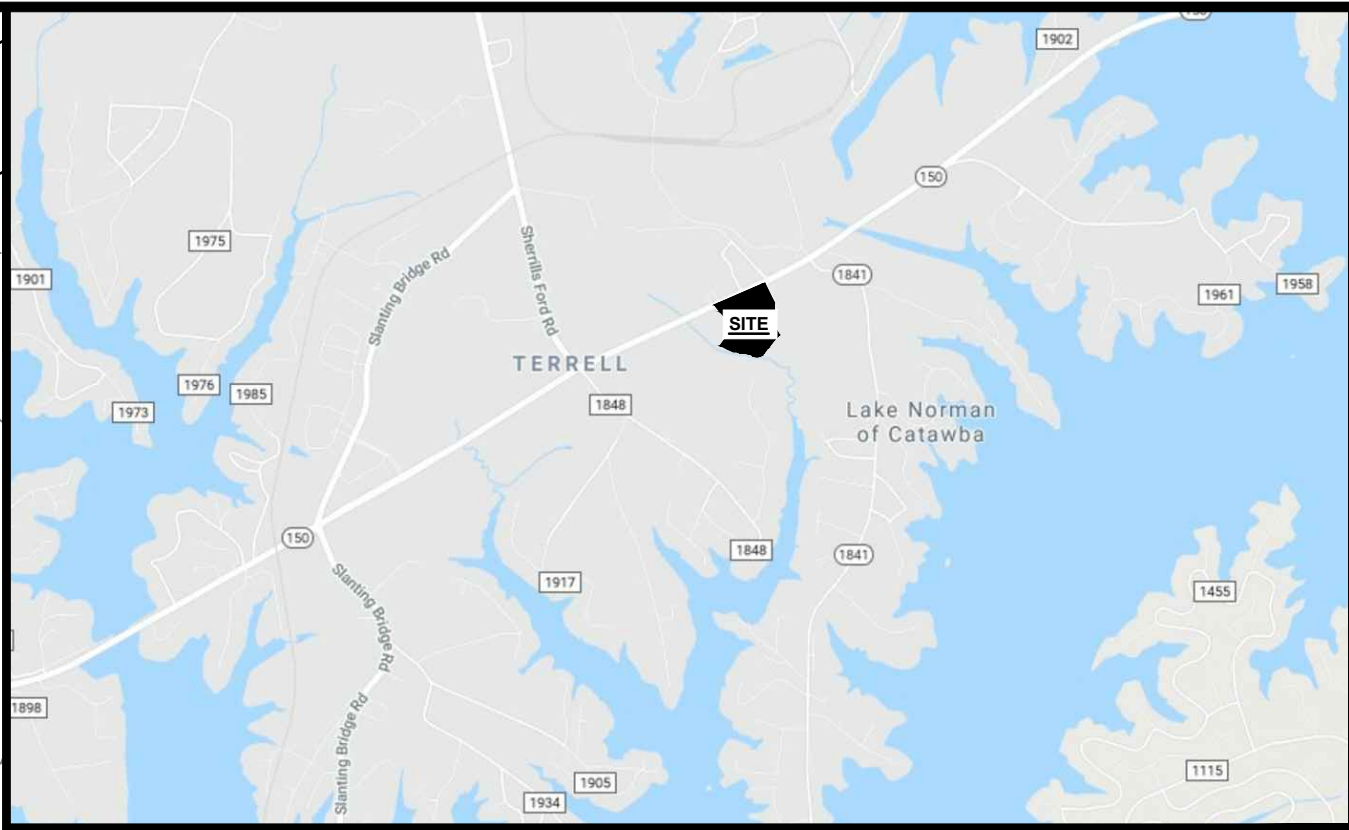 1902
150
1975
Sherrills Ford Rd
Slanting Bridge Rd
1901
1841
1958
1961
SITE
TERRELL
1976
1985
1973
1848
Lake Norman
of Catawba
150
1848
1841
1917
Slanting Bridge Rd
1455
1898
Slanting Bridge Rd
1115
1905
1934